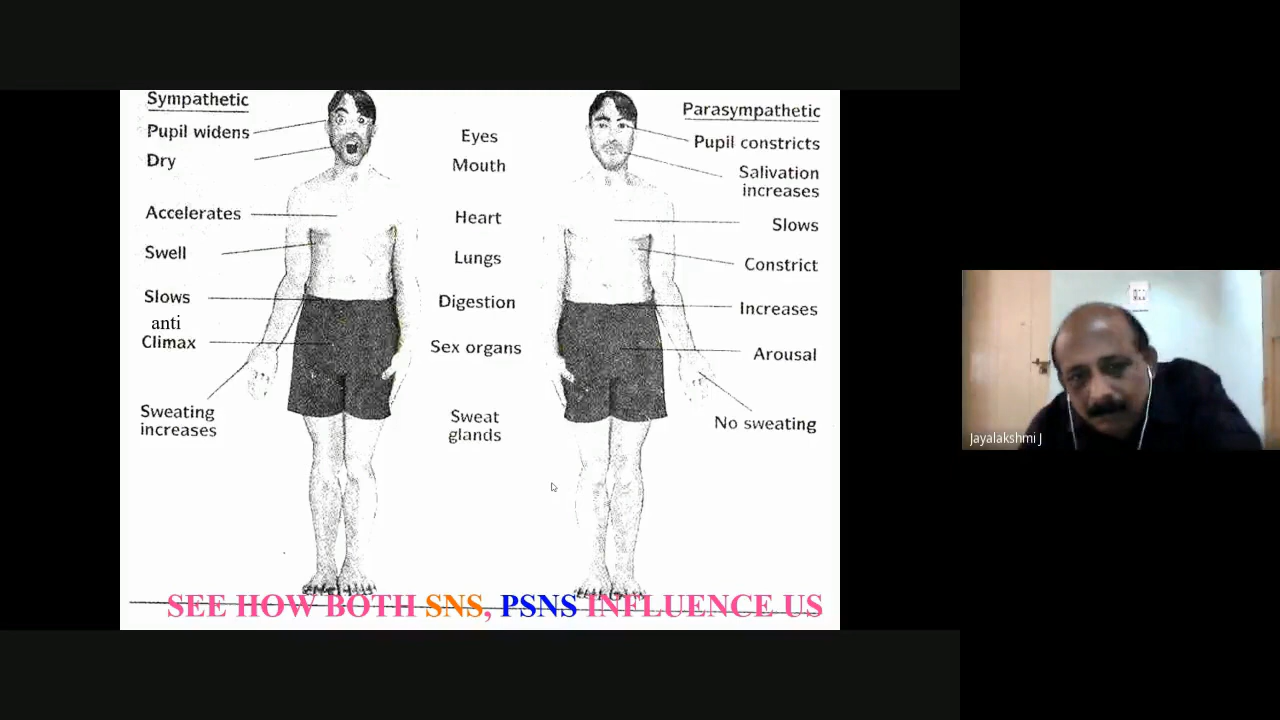 Sympathetic
Pupil widens
Dry
Accelerates
Swell
Slows
anti
Climax
Sweating
increases
Eyes
Mouth
Heart
Lungs
Digestion
Sex organs
Sweat
glands
Parasympathetic
Pupil constricts
Salivation
increases
Slows
Constrict
Increases
Arousal
No sweating
SEE HOW BOTH SNS, PSNS INFLUENCE US
Jayalakshmi J